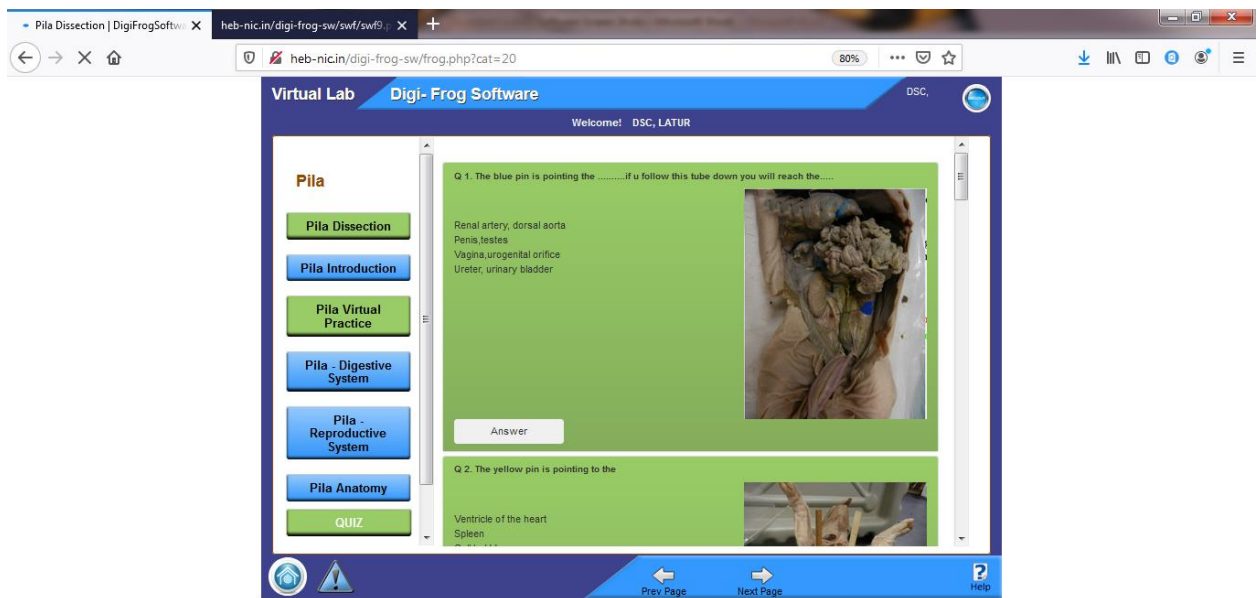 Pila Dissection | DigiFrogSoftw
heb-nic.in/digi-frog-sw/swf/swf9.p
heb-nic.in/digi-frog-sw/frog.php?cat=20
80%
Virtual Lab
Digi- Frog Software
DSC,
Welcome! DSC, LATUR
Pila
Pila Dissection
Pila Introduction
Pila Virtual
Practice
Pila - Digestive
System
Pila -
Reproductive
System
Pila Anatomy
QUIZ
Q 1. The blue pin is pointing the ..........if u follow this tube down you will reach the.....
Renal artery, dorsal aorta
Penis,testes
Vagina,urogenital orifice
Ureter, urinary bladder
Answer
Q 2. The yellow pin is pointing to the
Ventricle of the heart
Spleen
Prev Page
Next Page
Help